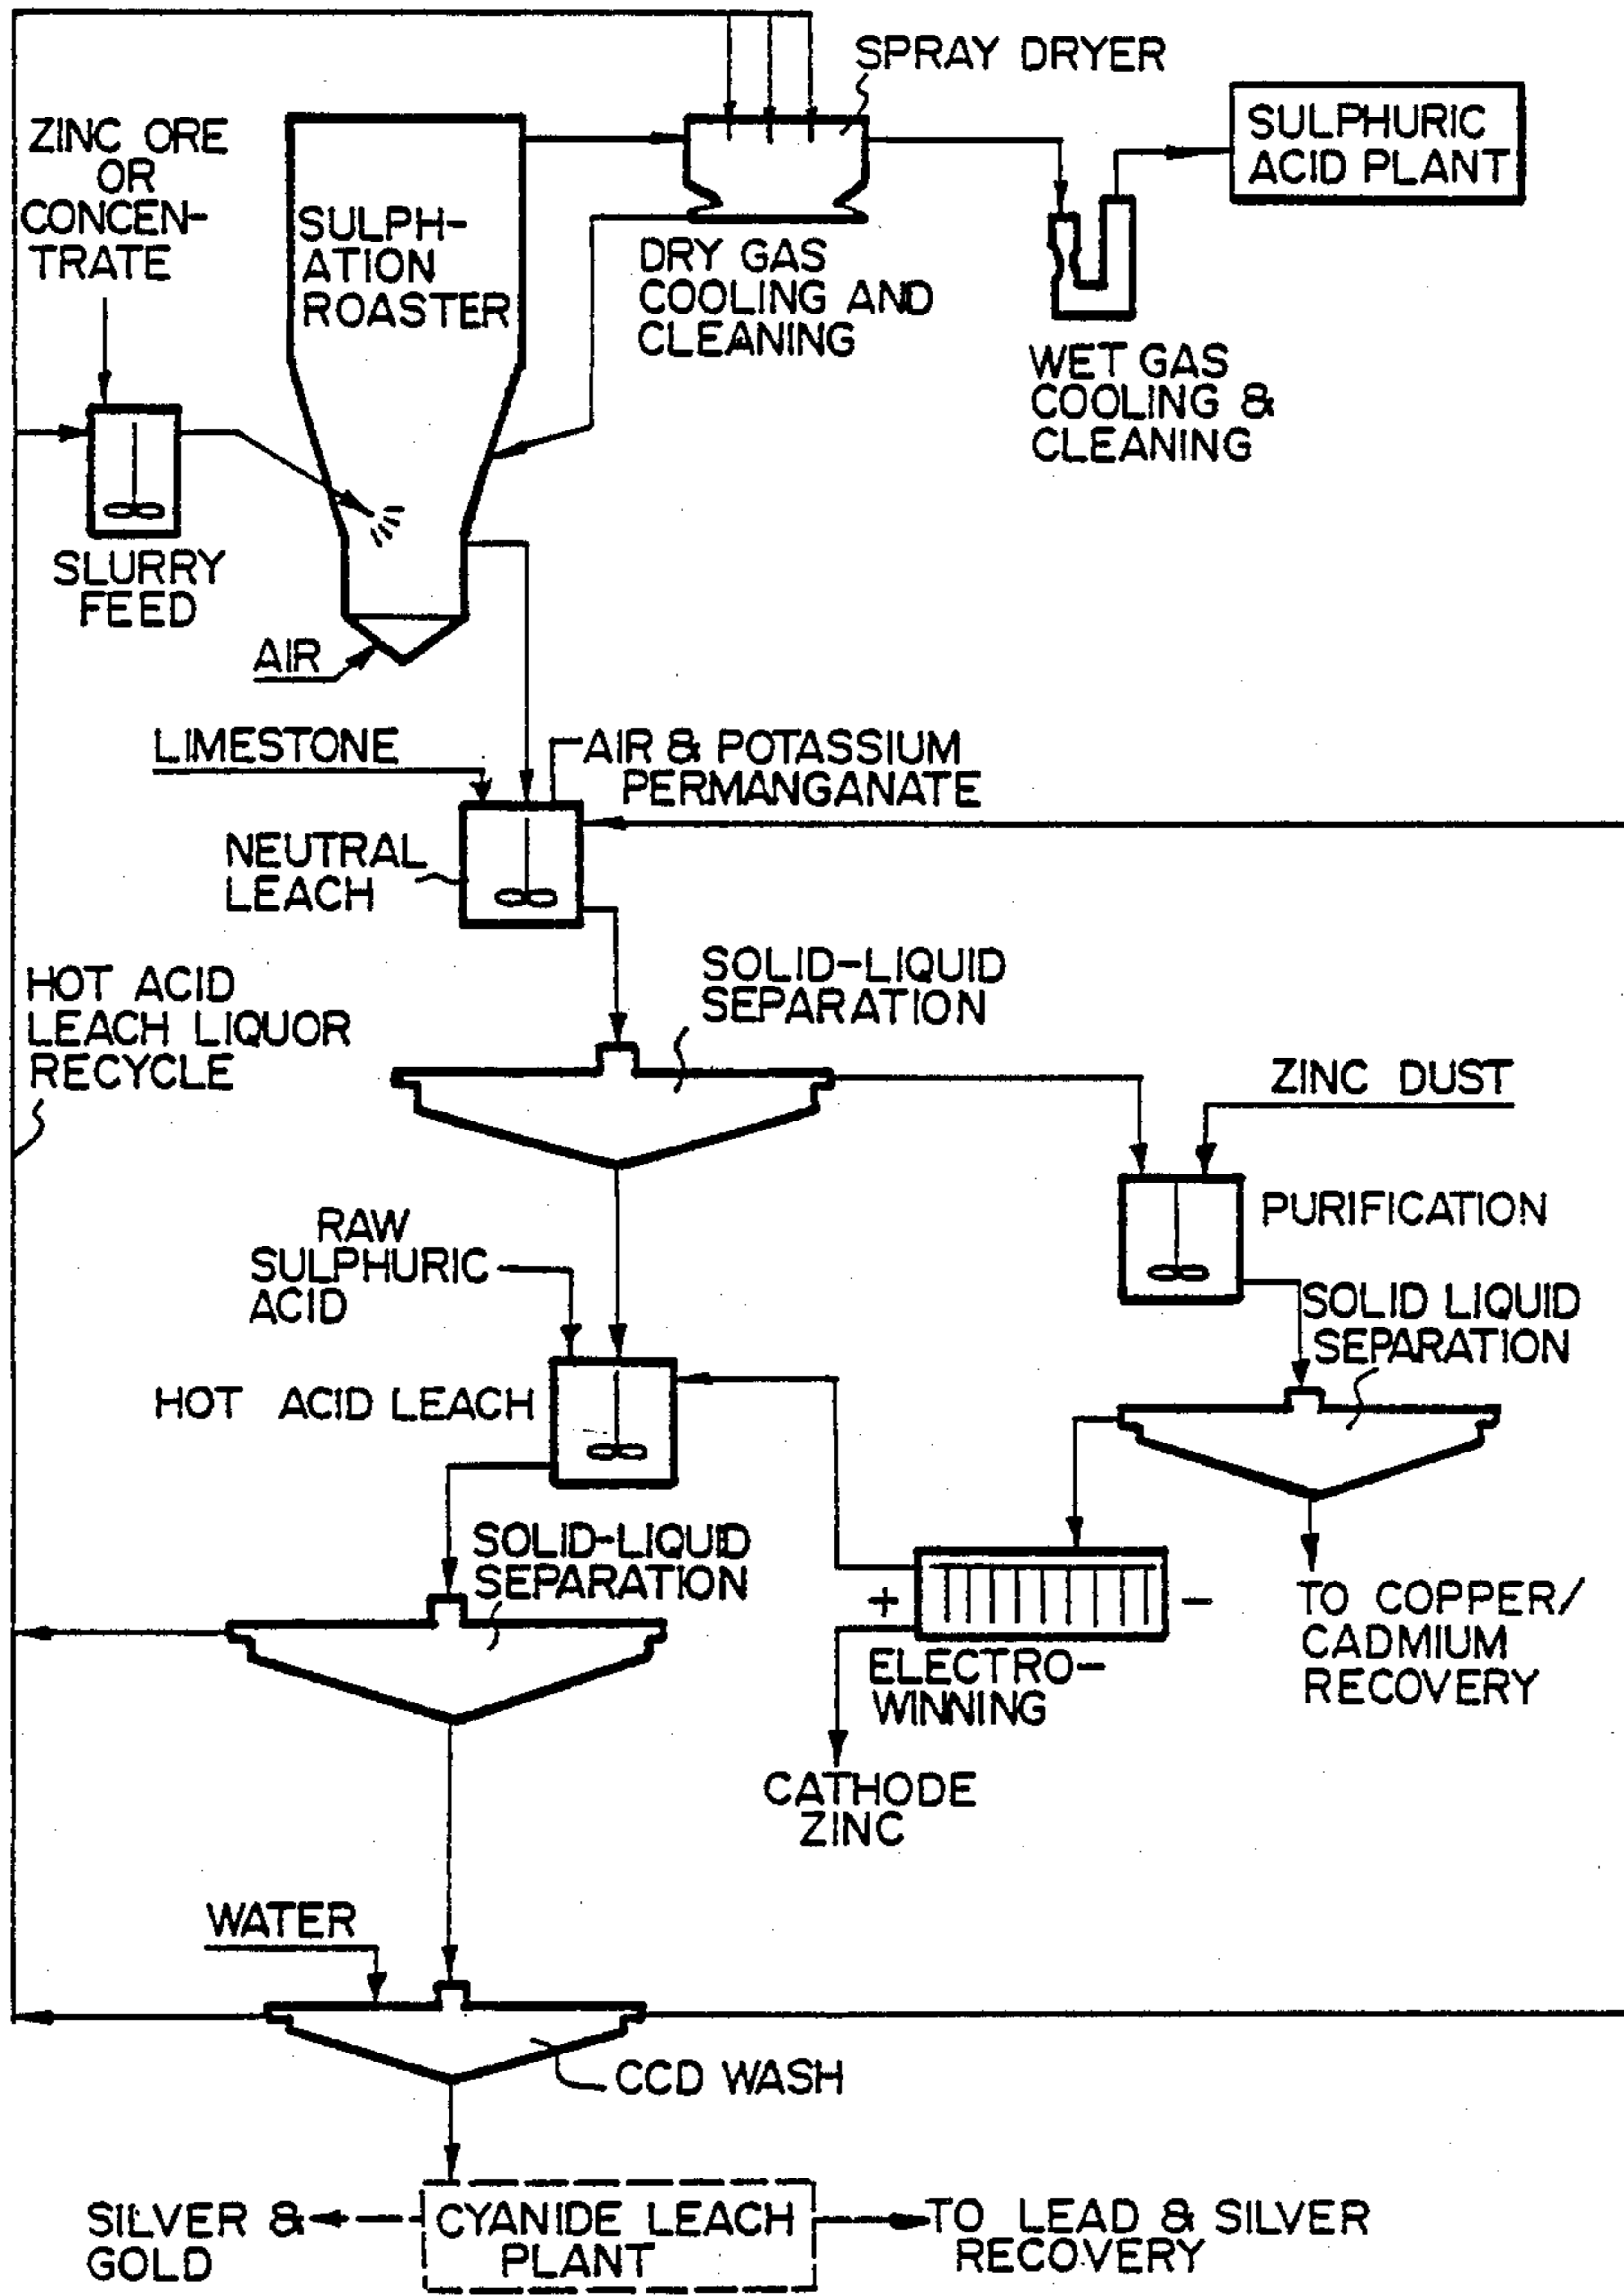 SPRAY DRYER
SULPHURIC
ACID PLANT
ZINC ORE
OR
CONCEN-
TRATE
SULPH-
ATION
ROASTER
DRY GAS
COOLING AND
CLEANING
WET GAS
COOLING &
CLEANING
SLURRY
FEED
AIR
LIMESTONE
AIR & POTASSIUM
PERMANGANATE
NEUTRAL
LEACH
HOT ACID
LEACH LIQUOR
RECYCLE
SOLID-LIQUID
SEPARATION
ZINC DUST
PURIFICATION
RAW
SULPHURIC
ACID
SOLID LIQUID
SEPARATION
HOT ACID LEACH
SOLID-LIQUID
SEPARATION
+
-
ELECTRO-
WINNING
TO COPPER/
CADMIUM
RECOVERY
CATHODE
ZINC
WATER
CCD WASH
SILVER &
GOLD
CYANIDE LEACH
PLANT
TO LEAD & SILVER
RECOVERY